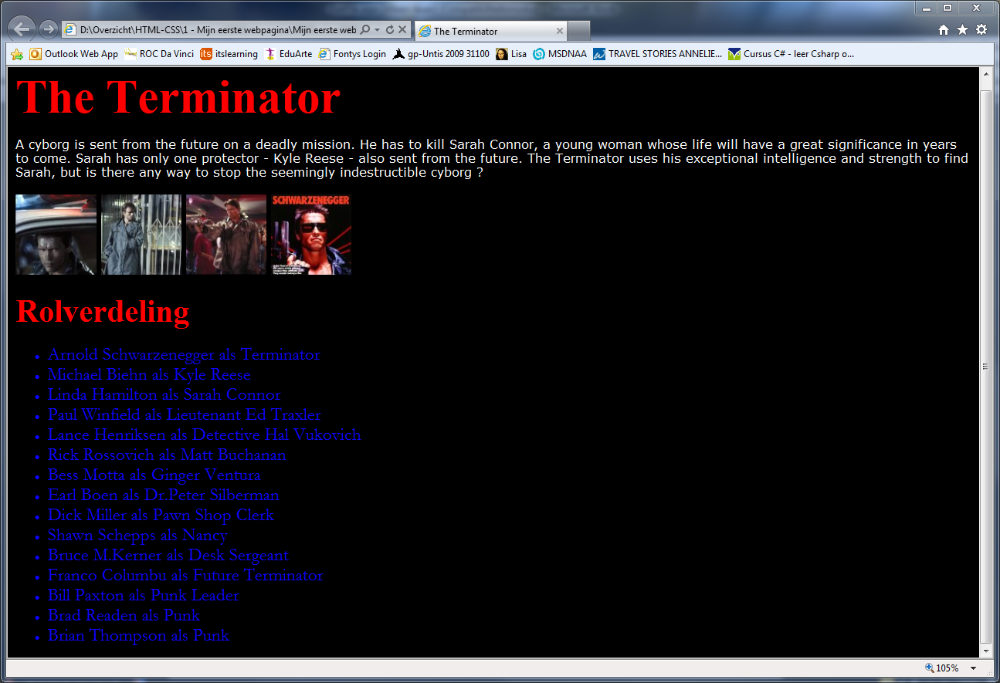 D:\Overzicht\HTML-CSS\1 - Mijn eerste webpagina\Mijn eerste web
The Terminator
Outlook Web App ROC Da Vinci its itslearning EduArte Fontys Login gp-Untis 2009 31100 Lisa MSDNAA TRAVEL STORIES ANNELIE... Cursus C# - leer Csharp o...
The Terminator
A cyborg is sent from the future on a deadly mission. He has to kill Sarah Connor, a young woman whose life will have a great significance in years
to come. Sarah has only one protector - Kyle Reese - also sent from the future. The Terminator uses his exceptional intelligence and strength to find
Sarah, but is there any way to stop the seemingly indestructible cyborg ?
SCHWARZENEGGER
Rolverdeling
• Arnold Schwarzenegger als Terminator
• Michael Biehn als Kyle Reese
• Linda Hamilton als Sarah Connor
• Paul Winfield als Lieutenant Ed Traxler
• Lance Henriksen als Detective Hal Vukovich
• Rick Rossovich als Matt Buchanan
• Bess Motta als Ginger Ventura
• Earl Boen als Dr.Peter Silberman
• Dick Miller als Pawn Shop Clerk
• Shawn Schepps als Nancy
• Bruce M.Kerner als Desk Sergeant
• Franco Columbu als Future Terminator
• Bill Paxton als Punk Leader
• Brad Readen als Punk
• Brian Thompson als Punk
105%